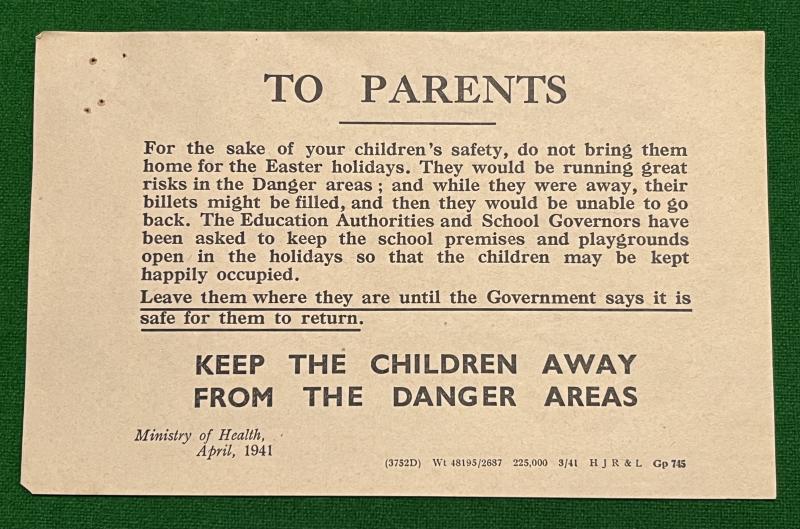 TO PARENTS
For the sake of your children's safety, do not bring them
home for the Easter holidays. They would be running great
risks in the Danger areas ; and while they were away, their
billets might be filled, and then they would be unable to go
back. The Education Authorities and School Governors have
been asked to keep the school premises and playgrounds
open in the holidays so that the children may be kept
happily occupied.
Leave them where they are until the Government says it is
safe for them to return.
KEEP THE CHILDREN AWAY
FROM THE DANGER AREAS
Ministry of Health,
April, 1941
(3752D) Wt 48195/2687 225,000 3/41 H J R & L Gp 745